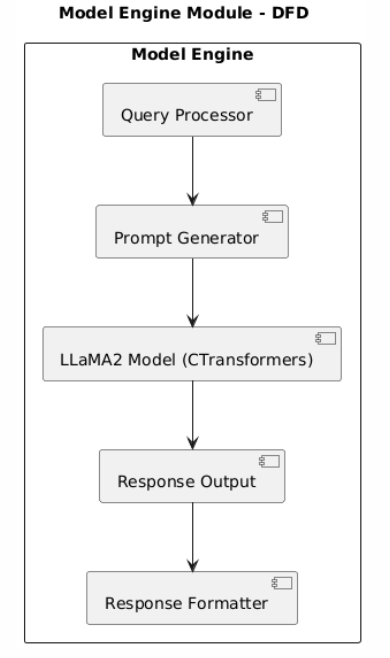 Model Engine Module - DFD
Model Engine
Query Processor
Prompt Generator
LLaMA2 Model (CTransformers)
Response Output
Response Formatter